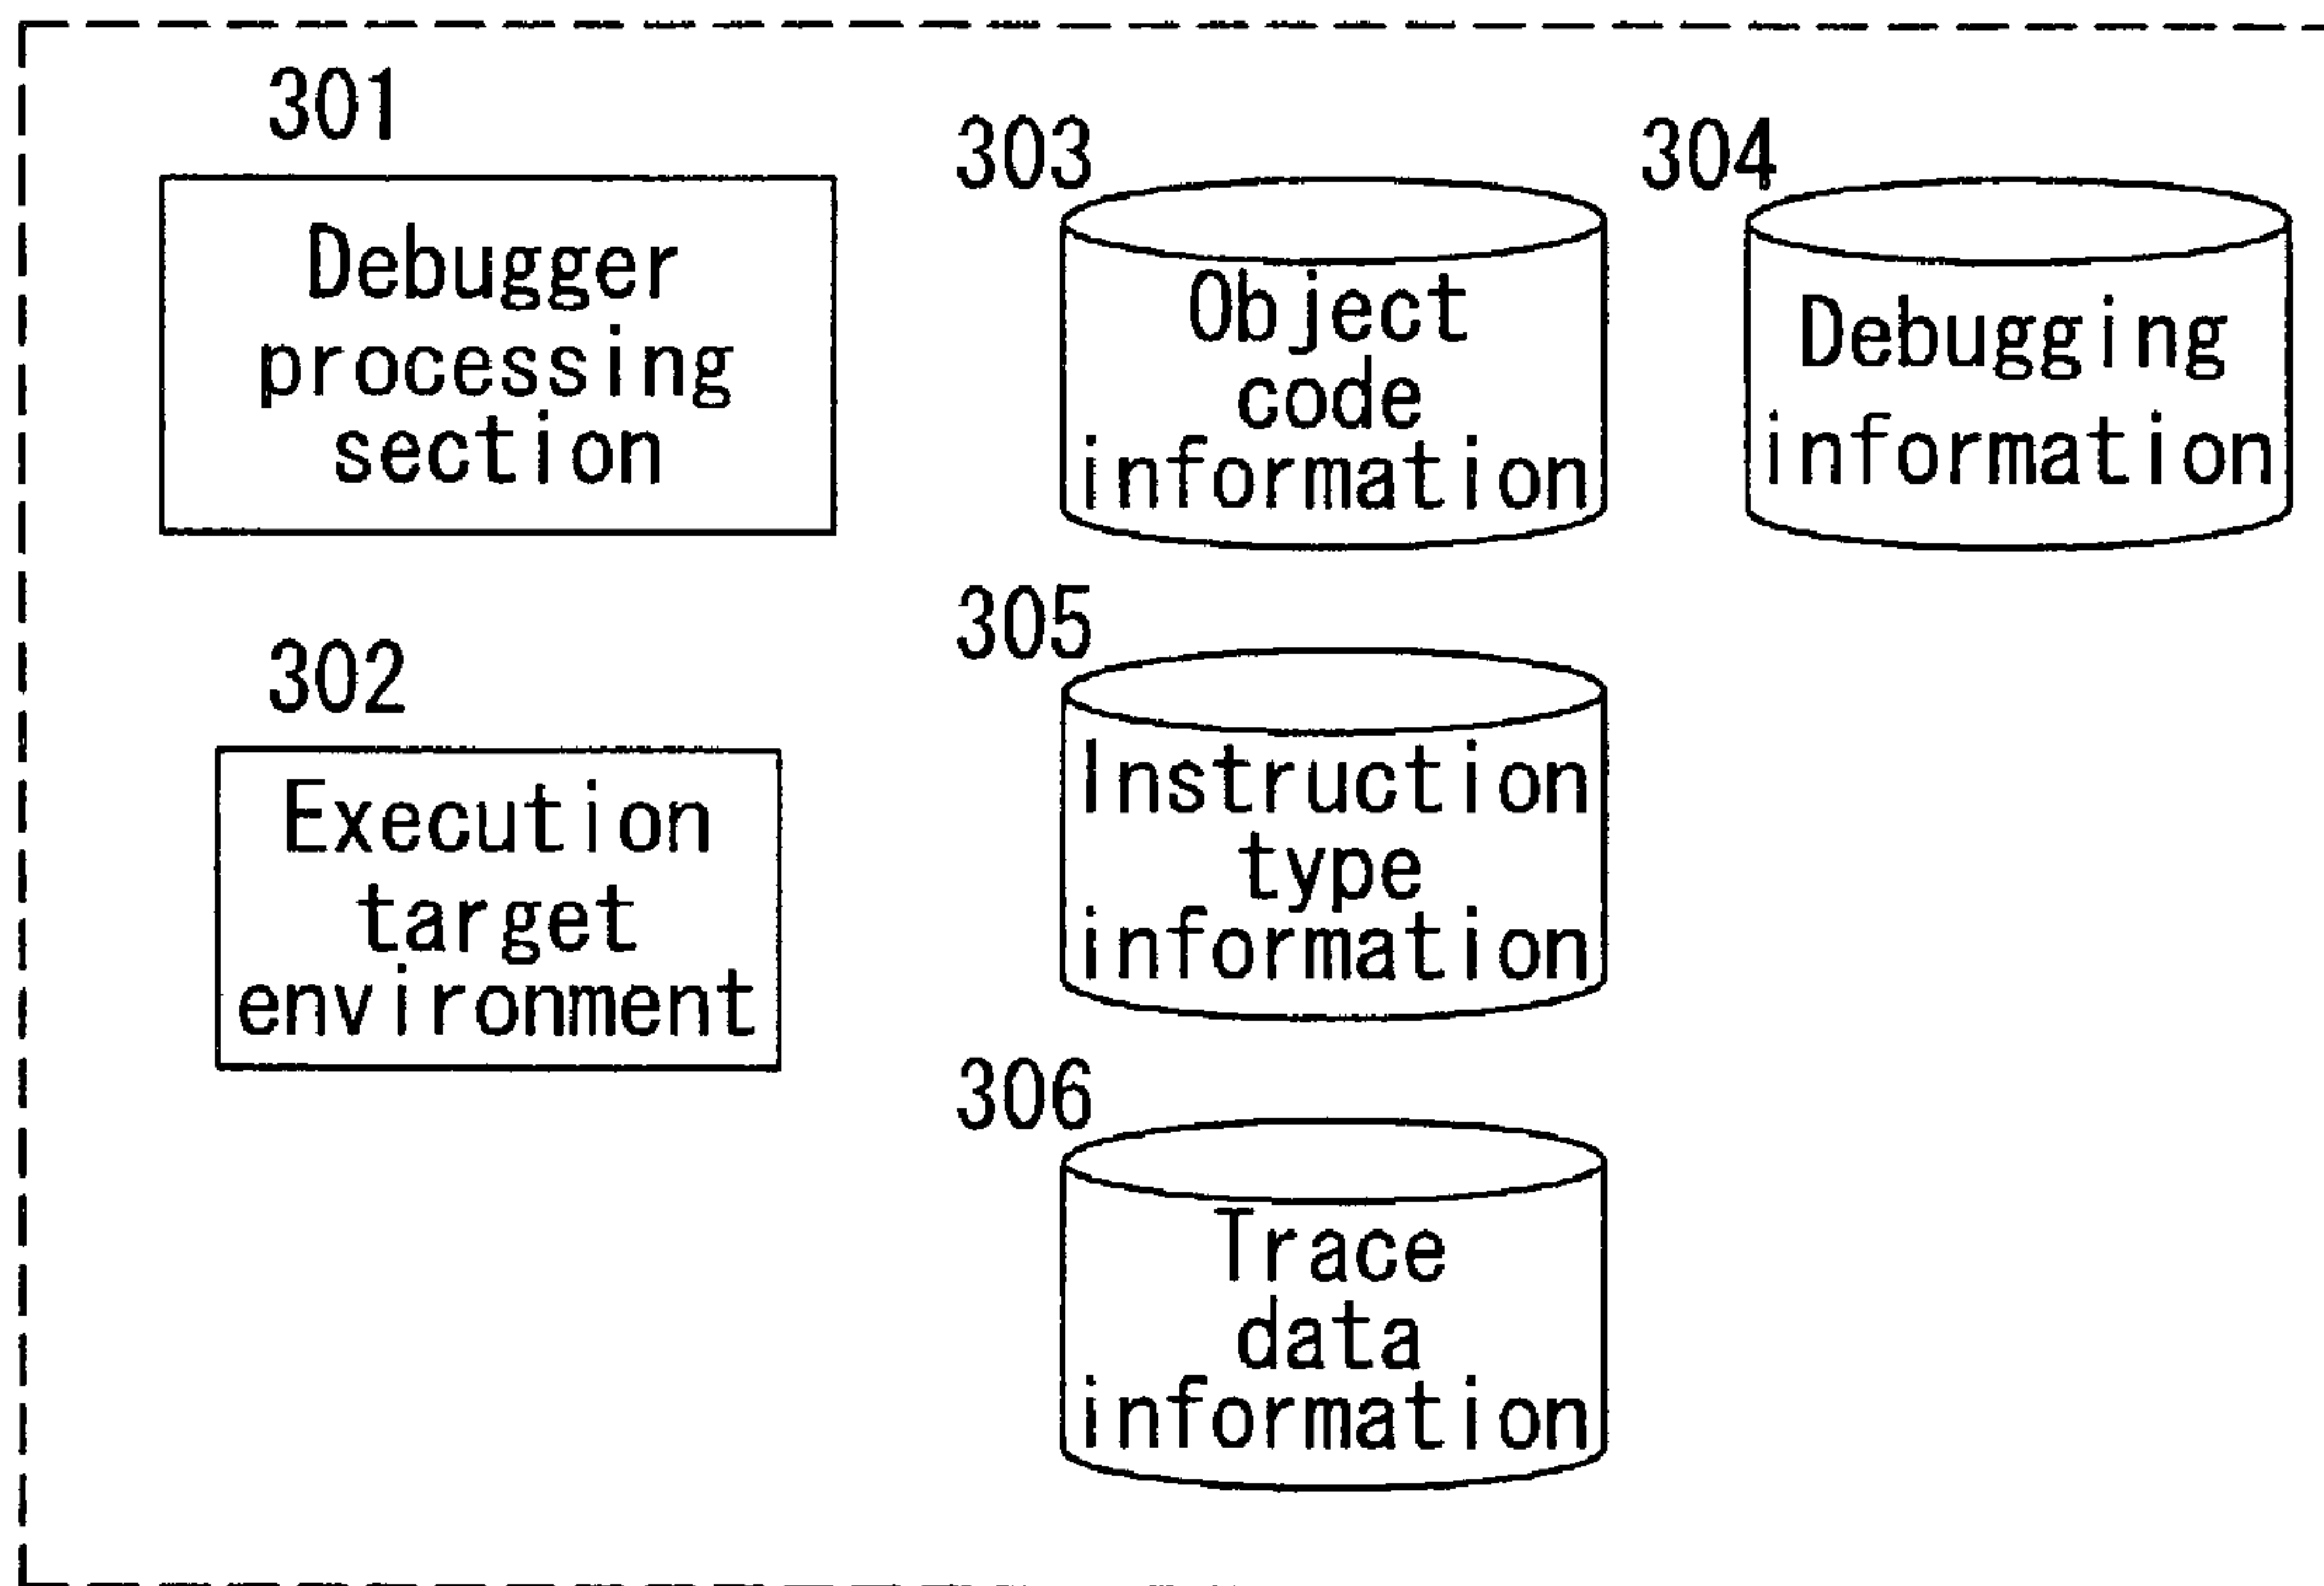 301
Debugger
processing
section
302
Execution
target
environment
303
Object
code
information
304
Debugging
information
305
Instruction
type
information
306
Trace
data
information